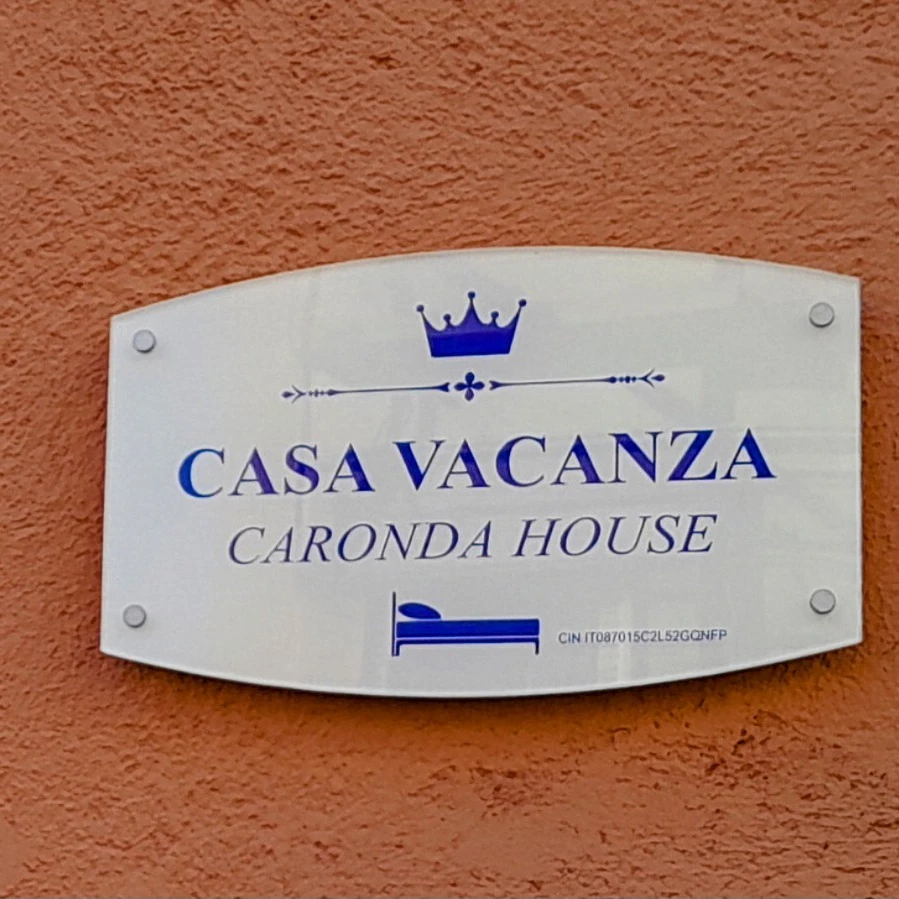 CASA VACANZA
CARONDA HOUSE
CIN IT087015C2L52GQNFP